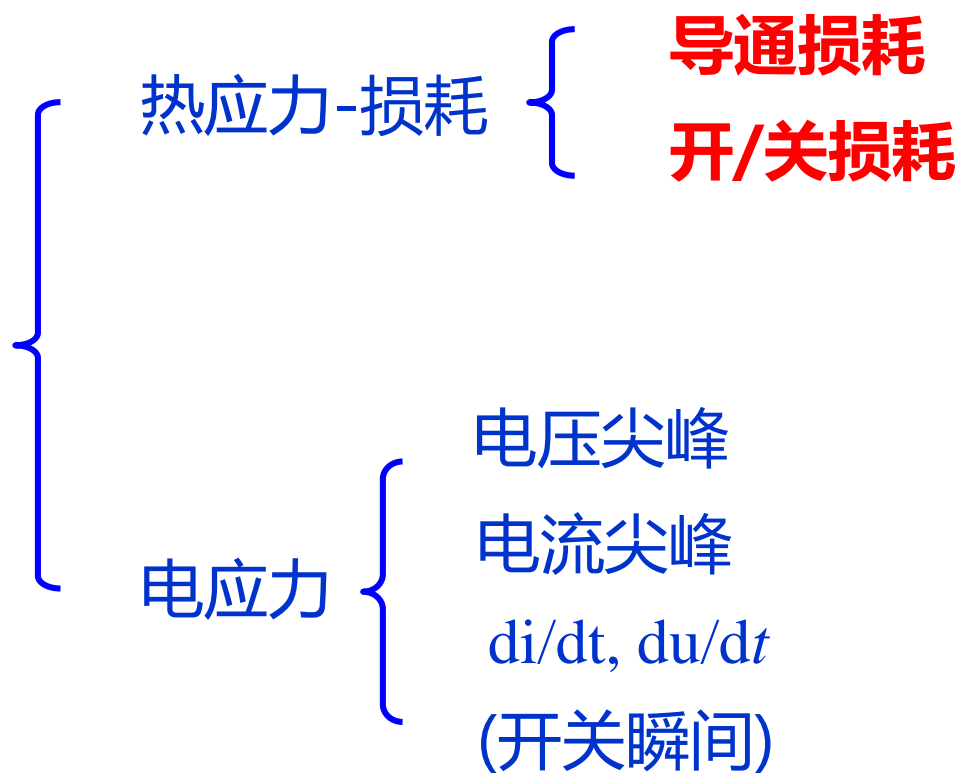 热应力-损耗
导通损耗
开/关损耗
电应力
电压尖峰
电流尖峰
di/dt, du/dt
(开关瞬间)